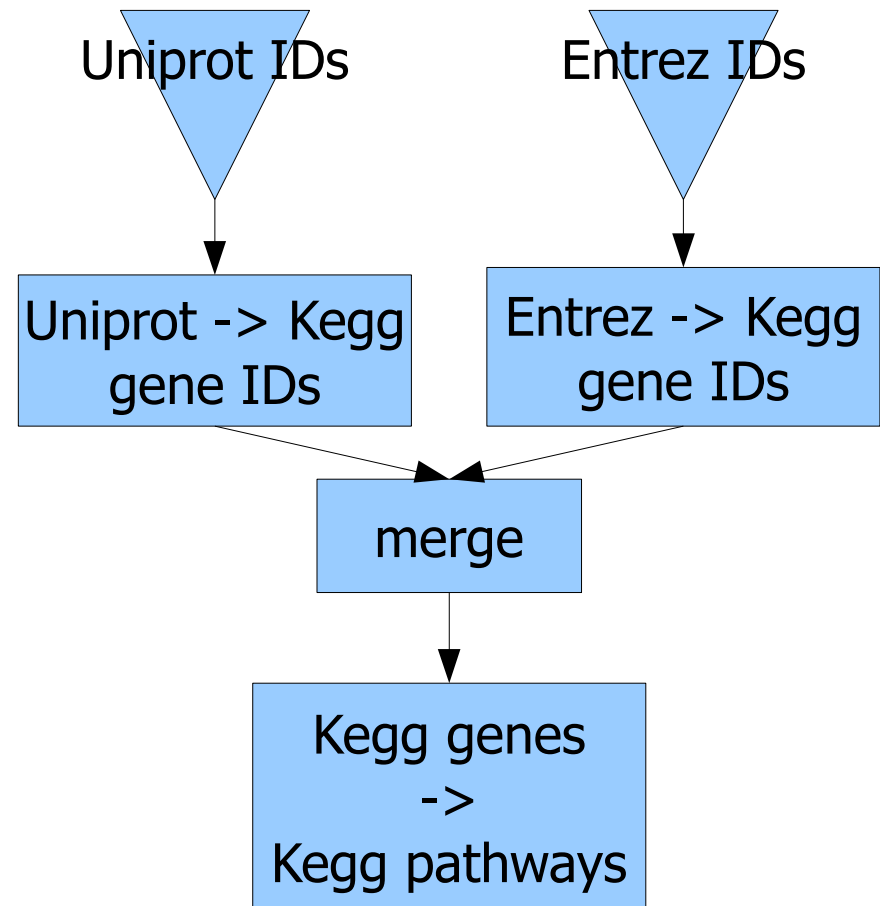 Uniprot IDs
Entrez IDs
Uniprot -> Kegg
gene IDs
Entrez -> Kegg
gene IDs
merge
Kegg genes
->
Kegg pathways